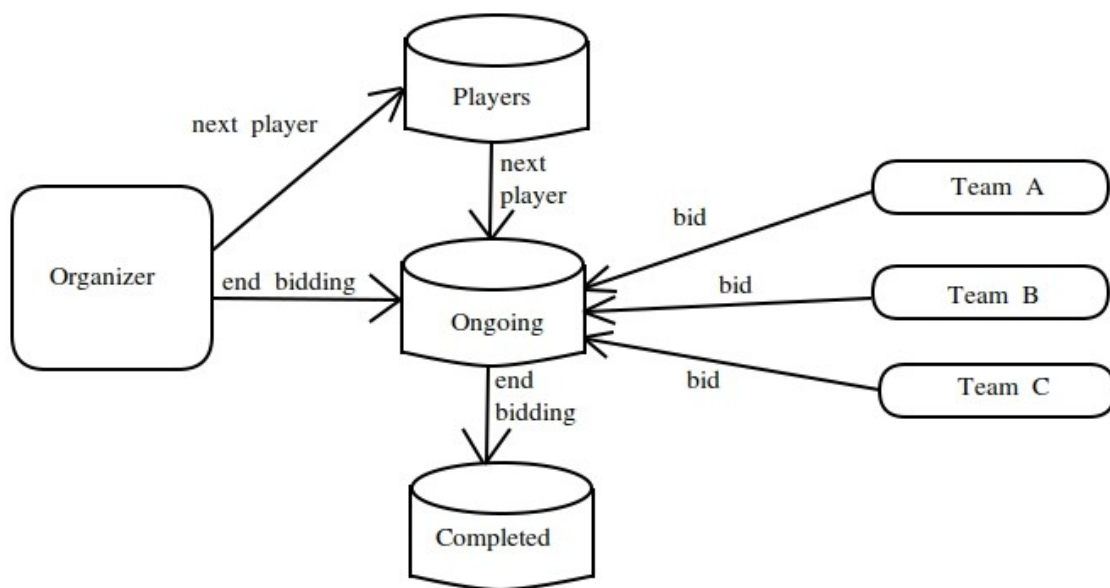 Players
next player
next
player
Team A
bid
Organizer
end bidding
bid
Team B
Ongoing
end
bidding
bid
Team C
Completed